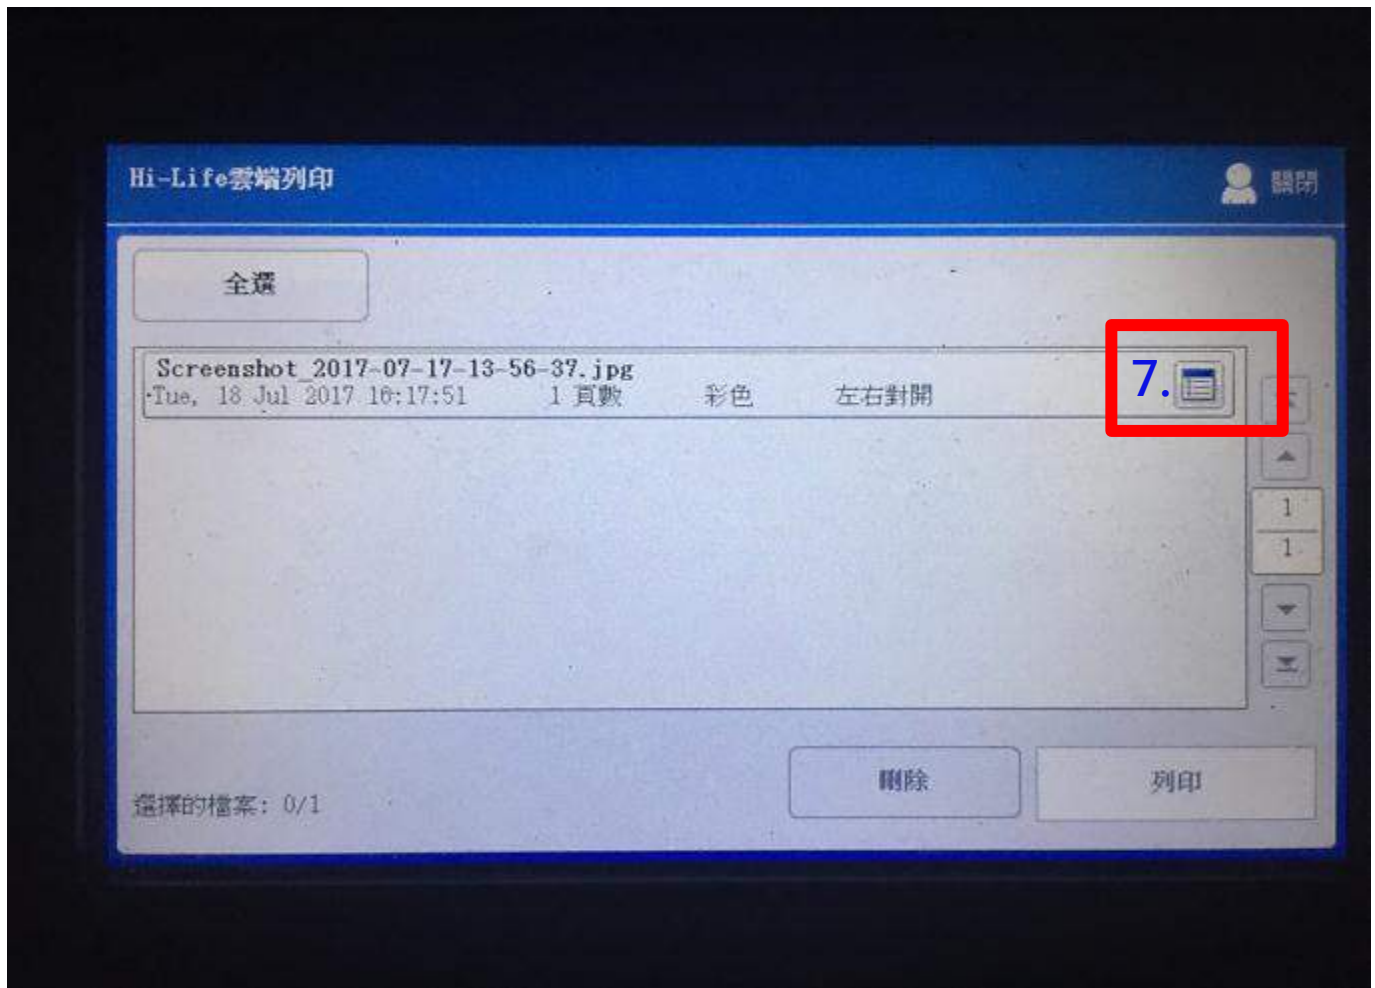 Hi-Life雲端列印
關閉
全選
Screenshot_2017-07-17-13-56-37.jpg
Tue, 18 Jul 2017 10:17:51 1 頁數 彩色 左右對開
7.
1
1
選擇的檔案: 0/1
刪除
列印